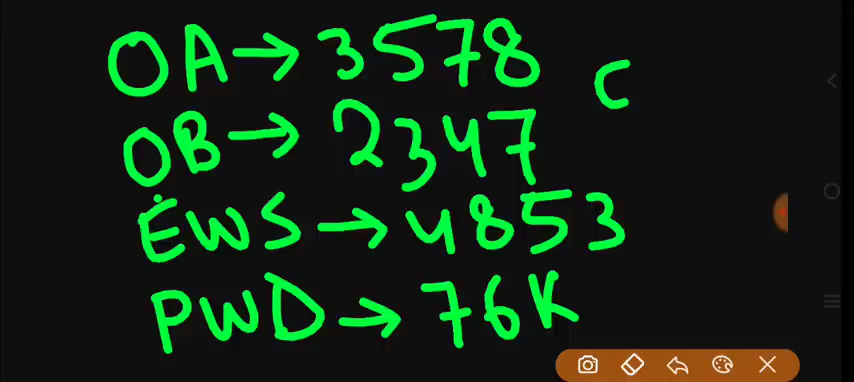 OA → 3578 C
OB → 2347
EWS → 4853
PWD → 76K